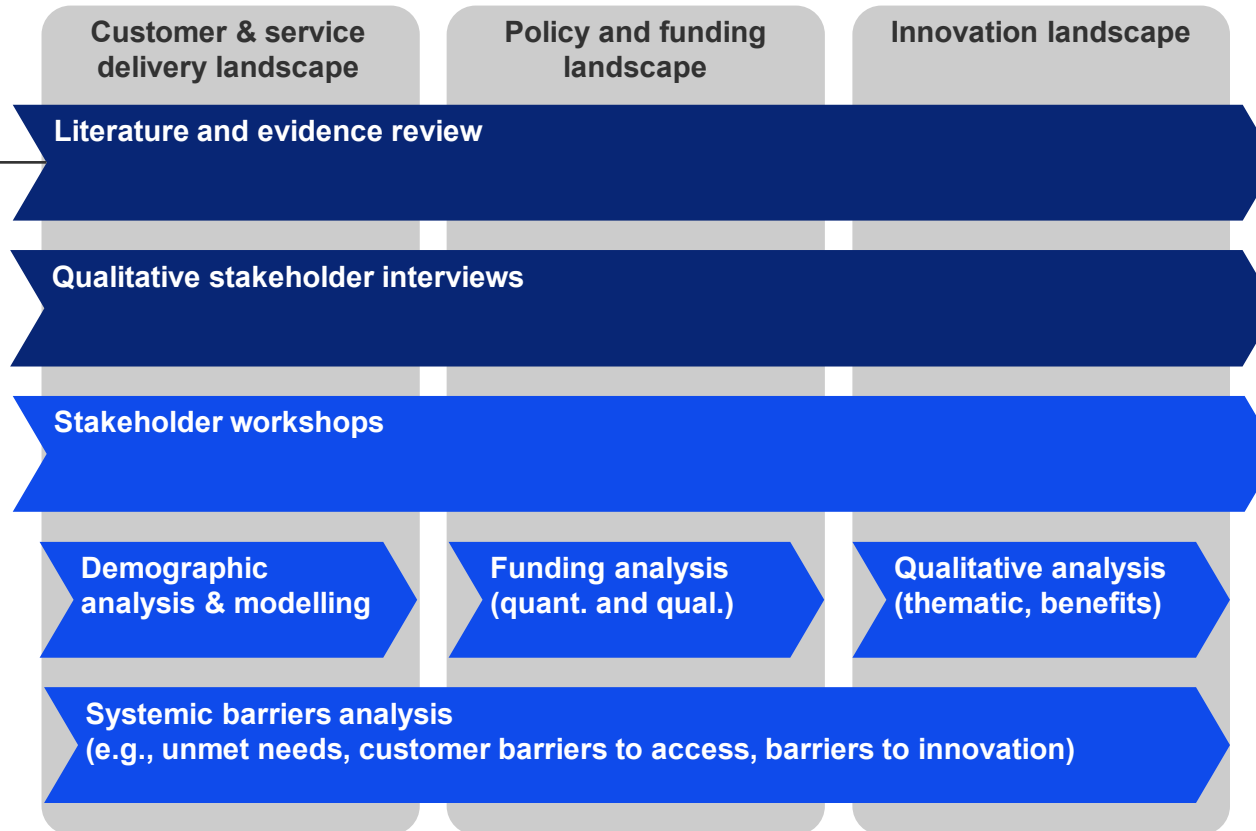 Customer & service
delivery landscape
Policy and funding
landscape
Innovation landscape
Literature and evidence review
Qualitative stakeholder interviews
Stakeholder workshops
Demographic
analysis & modelling
Funding analysis
(quant. and qual.)
Qualitative analysis
(thematic, benefits)
Systemic barriers analysis
(e.g., unmet needs, customer barriers to access, barriers to innovation)